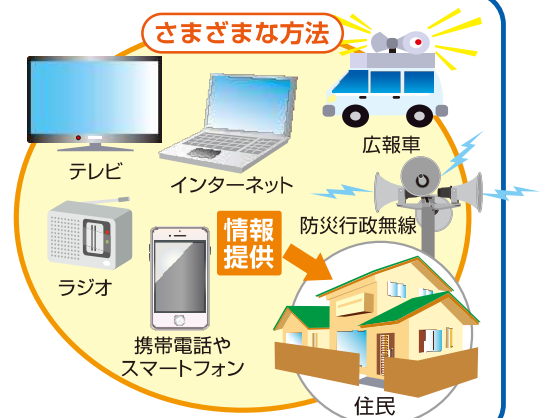 さまざまな方法
テレビ
インターネット
広報車
ラジオ
携帯電話や
スマートフォン
情報
提供
防災行政無線
住民